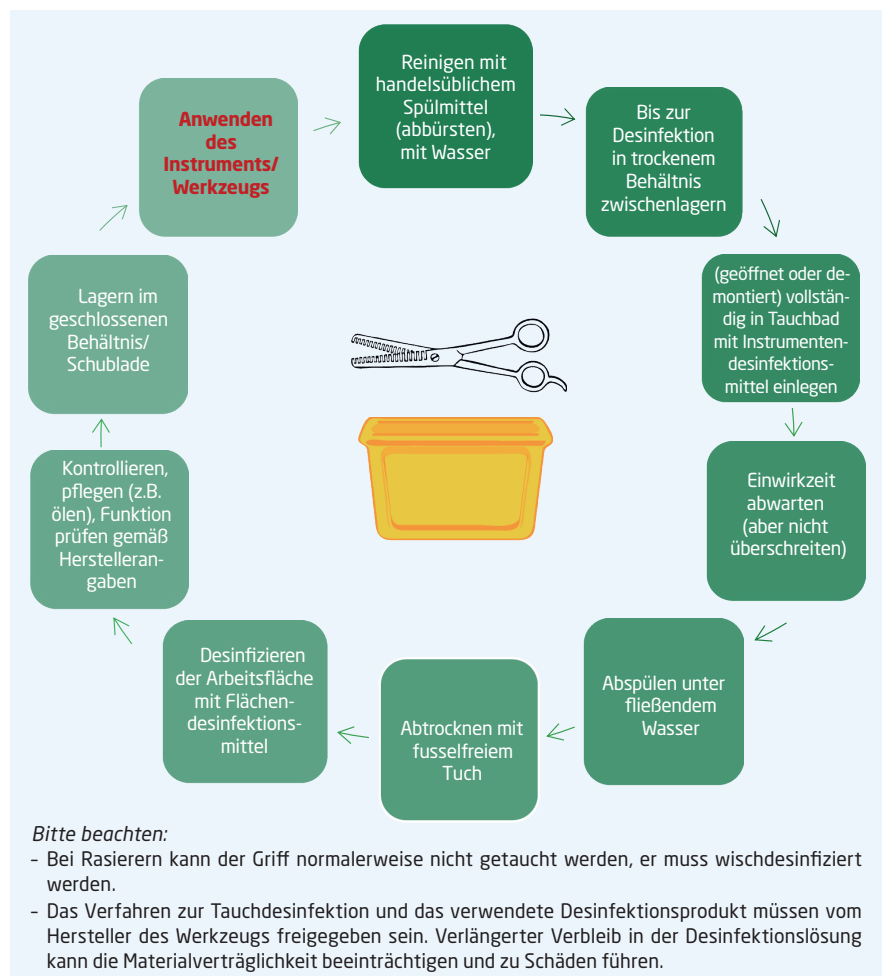 Anwenden
des
Instruments/
Werkzeugs
Reinigen mit
handelsüblichem
Spülmittel
(abbürsten),
mit Wasser
Bis zur
Desinfektion
in trockenem
Behältnis
zwischenlagern
(geöffnet oder de-
montiert) vollstän-
dig in Tauchbad
mit Instrumenten-
desinfektions-
mittel einlegen
Einwirkzeit
abwarten
(aber nicht
überschreiten)
Abspülen unter
fließendem
Wasser
Abtrocknen mit
fusselfreiem
Tuch
Desinfizieren
der Arbeitsfläche
mit Flächen-
desinfektions-
mittel
Kontrollieren,
pflegen (z.B.
ölen), Funktion
prüfen gemäß
Herstelleran-
gaben
Lagern im
geschlossenen
Behältnis/
Schublade
Bitte beachten:
– Bei Rasierern kann der Griff normalerweise nicht getaucht werden, er muss wischdesinfiziert
werden.
– Das Verfahren zur Tauchdesinfektion und das verwendete Desinfektionsprodukt müssen vom
Hersteller des Werkzeugs freigegeben sein. Verlängerter Verbleib in der Desinfektionslösung
kann die Materialverträglichkeit beeinträchtigen und zu Schäden führen.